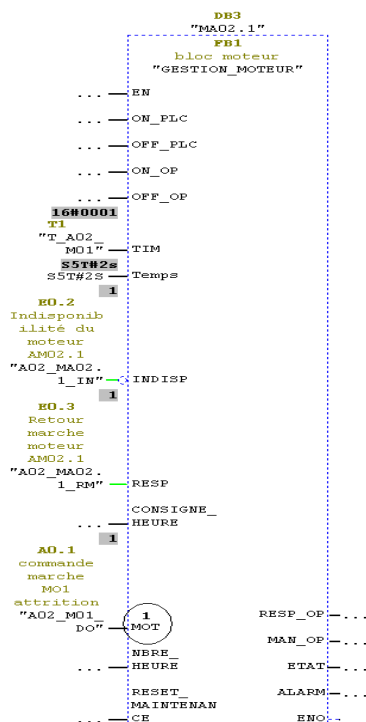 DB3
"MA02.1"
FB1
bloc moteur
"GESTION_MOTEUR"
... EN
... ON_PLC
... OFF_PLC
... ON_OP
... OFF_OP
16#0001
T1
"T_A02_
M01" TIM
S5T#2s
S5T#2S Temps
1
E0.2
Indisponib
ilité du
moteur
AM02.1
"A02_MA02.
1_IN" INDISP
1
E0.3
Retour
marche
moteur
AM02.1
"A02_MA02.
1_RM" RESP
CONSIGNE_
... HEURE
1
A0.1
commande
marche
MO1
attrition
"A02_M01_ 1 RESP_OP ...
DO" MOT
MAN_OP ...
NBRE_
... HEURE ETAT ...
RESET_ ALARM ...
MAINTENAN
... CE ENO